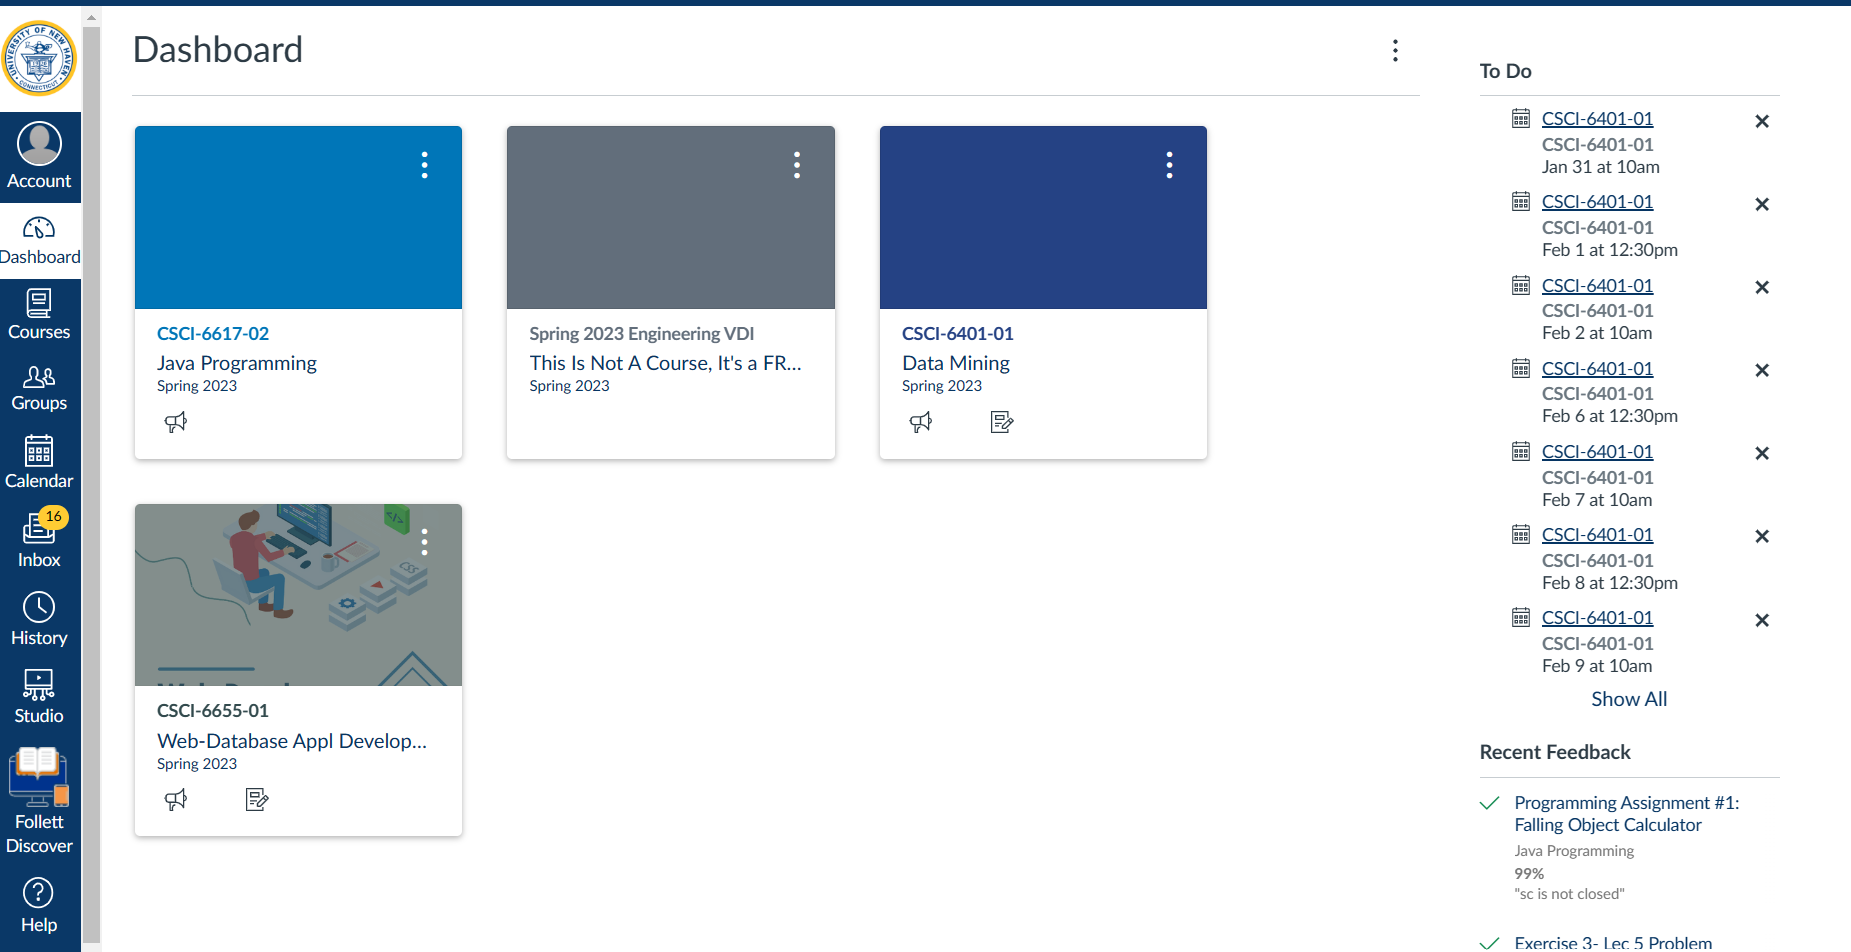 UNIVERSITY OF NEW HAVEN
CONNECTICUT
Account
Dashboard
Courses
Groups
Calendar
16
Inbox
History
Studio
Follett
Discover
Help
Dashboard
CSCI-6617-02
Java Programming
Spring 2023
Spring 2023 Engineering VDI
This Is Not A Course, It's a FR...
Spring 2023
CSCI-6401-01
Data Mining
Spring 2023
</>
CSS
CSCI-6655-01
Web-Database Appl Develop...
Spring 2023
To Do
CSCI-6401-01
CSCI-6401-01
Jan 31 at 10am
CSCI-6401-01
CSCI-6401-01
Feb 1 at 12:30pm
CSCI-6401-01
CSCI-6401-01
Feb 2 at 10am
CSCI-6401-01
CSCI-6401-01
Feb 6 at 12:30pm
CSCI-6401-01
CSCI-6401-01
Feb 7 at 10am
CSCI-6401-01
CSCI-6401-01
Feb 8 at 12:30pm
CSCI-6401-01
CSCI-6401-01
Feb 9 at 10am
Show All
Recent Feedback
Programming Assignment #1:
Falling Object Calculator
Java Programming
99%
"sc is not closed"
Exercise 3- Lec 5 Problem